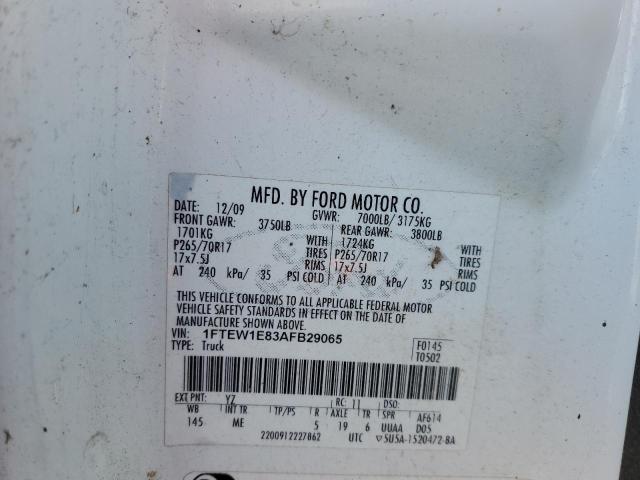 MFD. BY FORD MOTOR CO.
DATE: 12/09 GVWR: 7000LB/ 3175KG
FRONT GAWR: 3750LB REAR GAWR: 3800LB
1701KG WITH 1724KG WITH
P265/70R17 TIRES P265/70R17 TIRES
17x7.5J RIMS 17x7.5J RIMS
AT 240 kPa/ 35 PSI COLD AT 240 kPa/ 35 PSI COLD
THIS VEHICLE CONFORMS TO ALL APPLICABLE FEDERAL MOTOR
VEHICLE SAFETY STANDARDS IN EFFECT ON THE DATE OF
MANUFACTURE SHOWN ABOVE.
VIN: 1FTEW1E83AFB29065 F0145
TYPE: Truck T0502
EXT PNT: YZ RC: 11 DSO:
WB INT TR TP/PS R AXLE TR SPR AF614
145 ME 5 19 6 UUAA D05
2200912227862 UTC ▽5U5A-1520472-BA